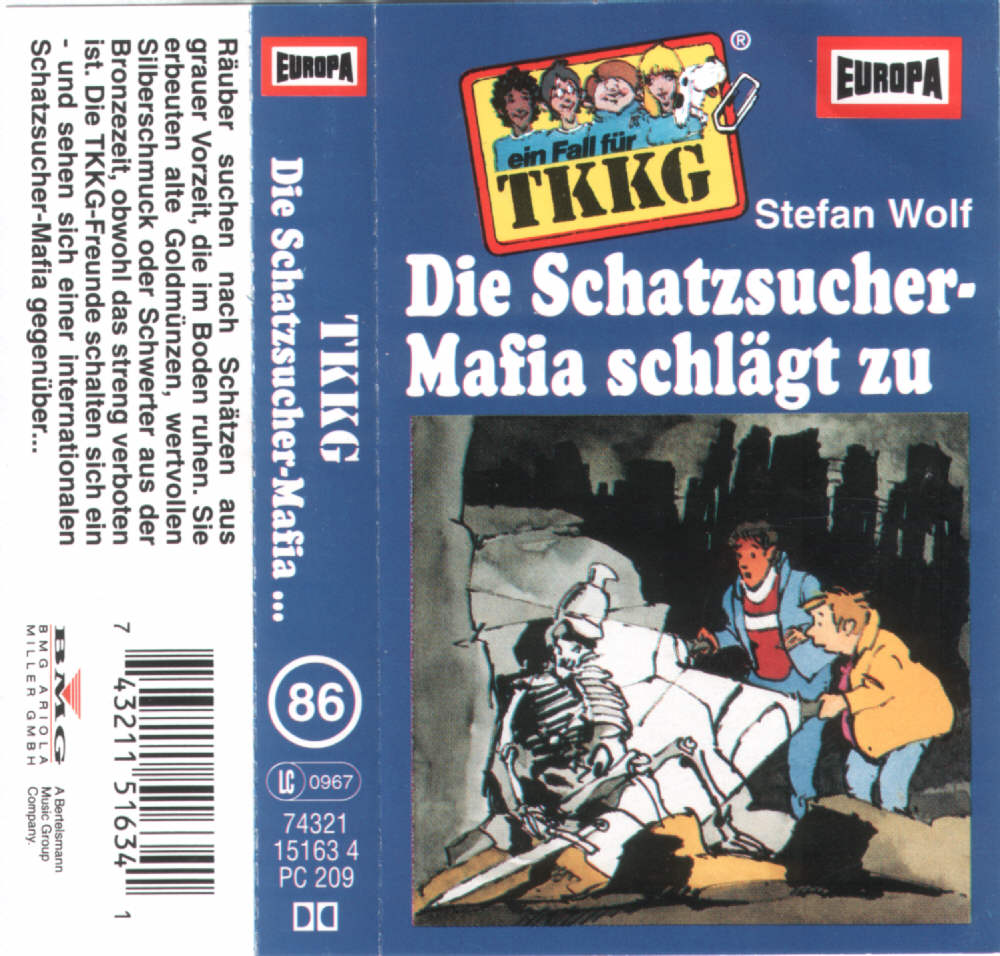 Räuber suchen nach Schätzen aus
grauer Vorzeit, die im Boden ruhen. Sie
erbeuten alte Goldmünzen, wertvollen
Silberschmuck oder Schwerter aus der
Bronzezeit, obwohl das streng verboten
ist. Die TKKG-Freunde schalten sich ein
- und sehen sich einer internationalen
Schatzsucher-Mafia gegenüber...
BMG
BMG ARIOLA
MILLER GMBH
A Bertelsmann
Music Group
Company.
7 43211 51634 1
EUROPA
TKKG
Die Schatzsucher-Mafia ...
86
LC 0967
74321
15163 4
PC 209
ein Fall für
TKKG
®
EUROPA
Stefan Wolf
Die Schatzsucher-
Mafia schlägt zu